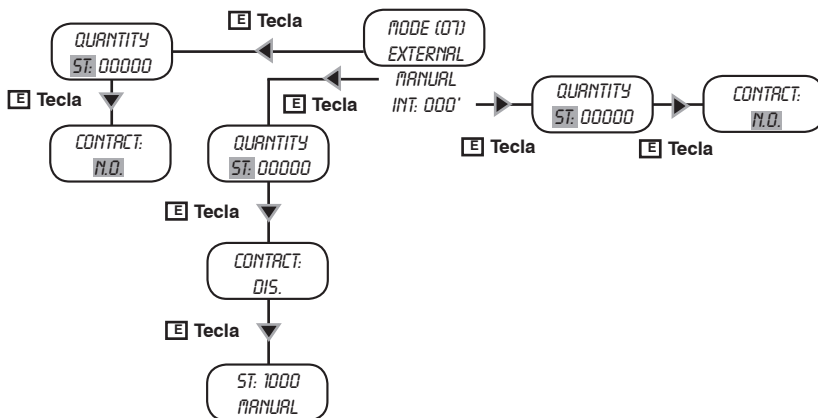 E Tecla
MODE (07)
EXTERNAL
MANUAL
INT: 000'
QUANTITY
ST: 00000
E Tecla
CONTACT:
N.O.
E Tecla
QUANTITY
ST: 00000
E Tecla
CONTACT:
DIS.
E Tecla
ST: 1000
MANUAL
E Tecla
QUANTITY
ST: 00000
E Tecla
CONTACT:
N.O.